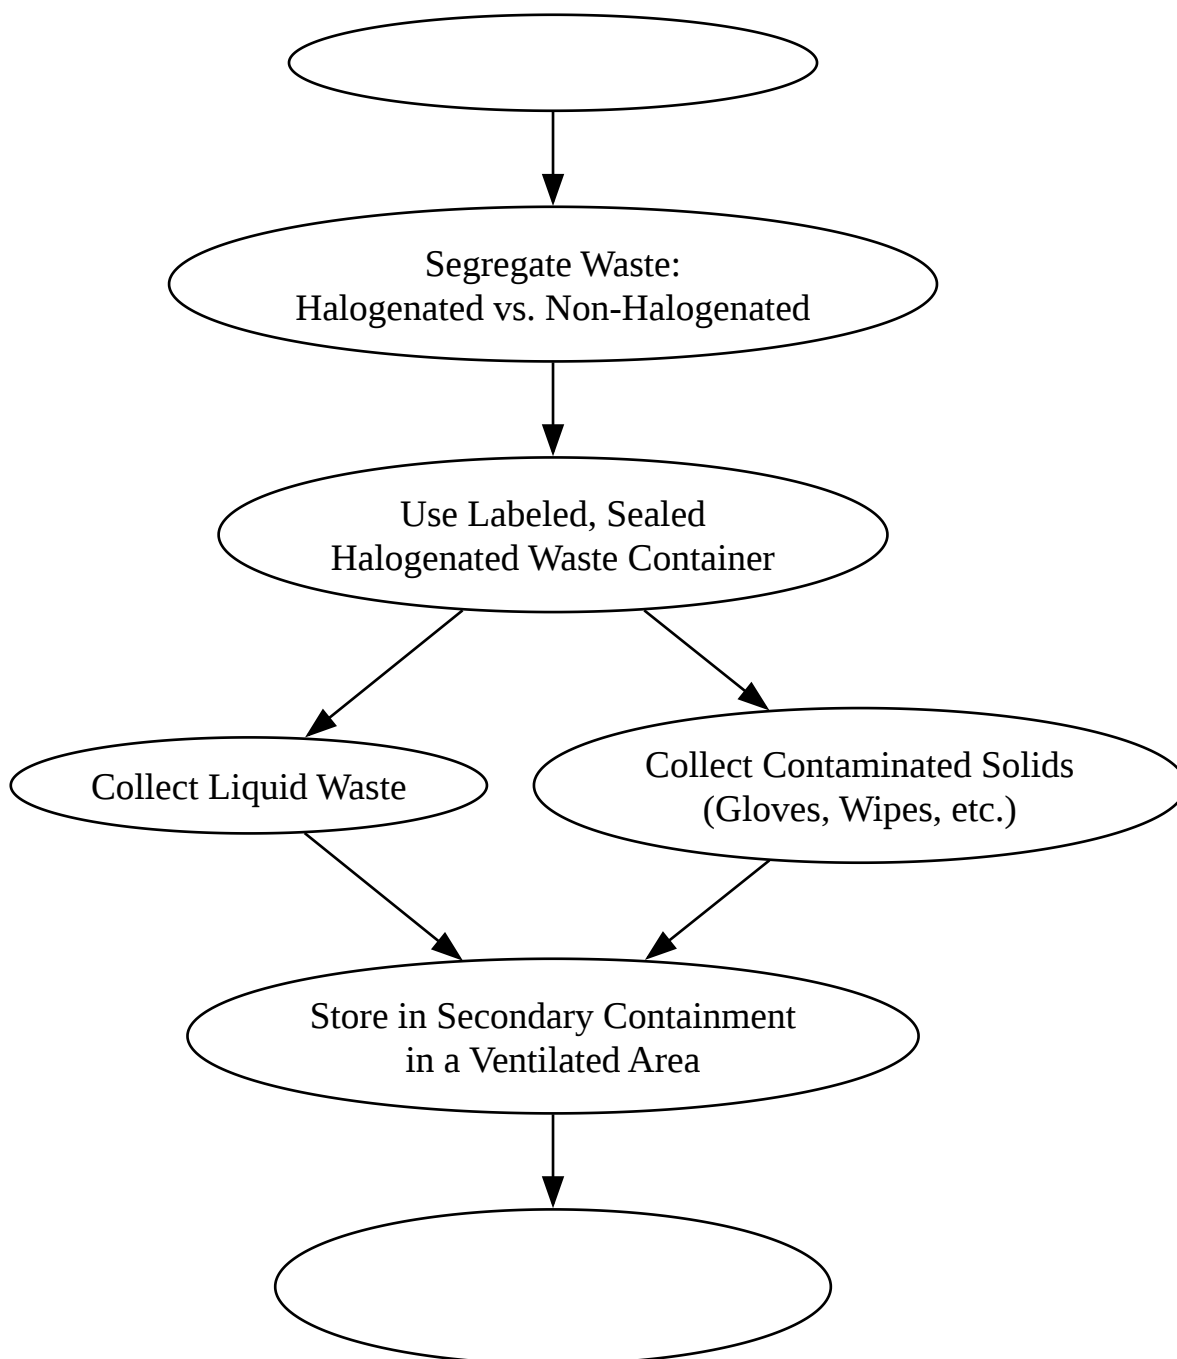 Segregate Waste:
Halogenated vs. Non-Halogenated
Use Labeled, Sealed
Halogenated Waste Container
Collect Liquid Waste
Collect Contaminated Solids
(Gloves, Wipes, etc.)
Store in Secondary Containment
in a Ventilated Area